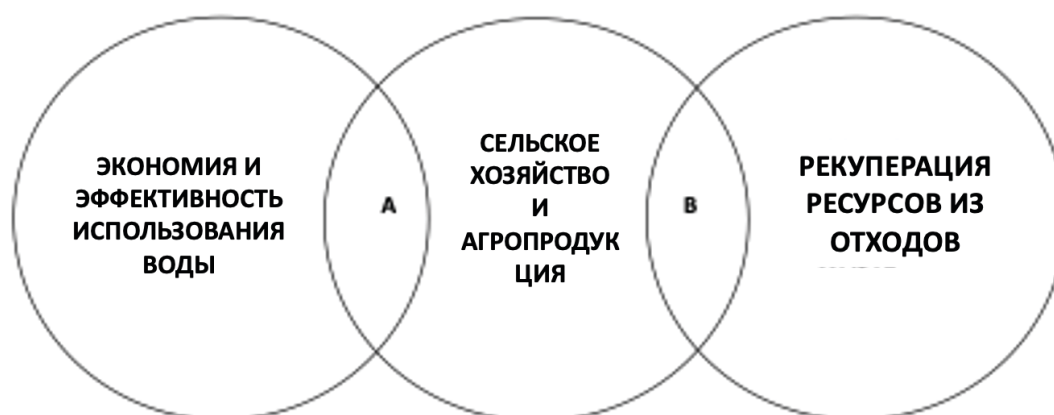 ЭКОНОМИЯ И
ЭФФЕКТИВНОСТЬ
ИСПОЛЬЗОВАНИЯ
ВОДЫ
A
СЕЛЬСКОЕ
ХОЗЯЙСТВО
И
АГРОПРОДУК
ЦИЯ
B
РЕКУПЕРАЦИЯ
РЕСУРСОВ ИЗ
ОТХОДОВ